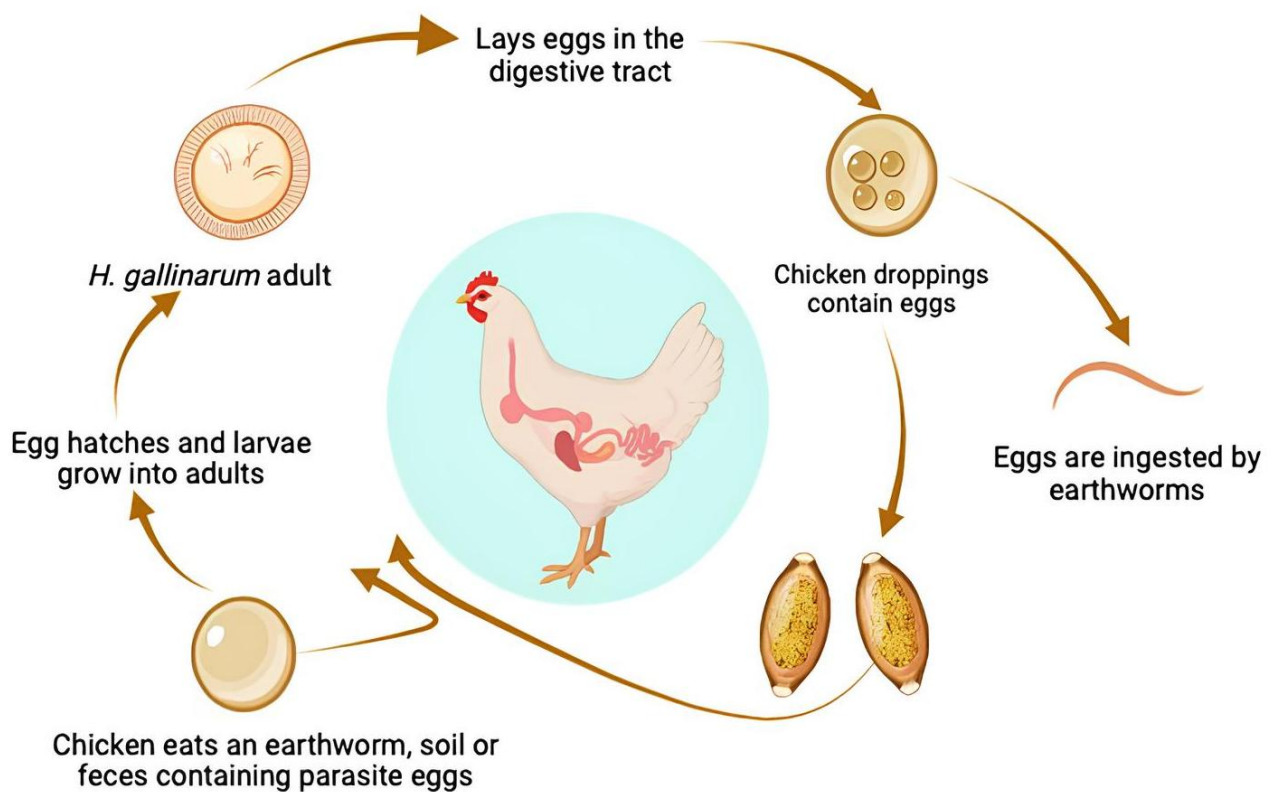 Lays eggs in the
digestive tract
H. gallinarum adult
Chicken droppings
contain eggs
Egg hatches and larvae
grow into adults
Eggs are ingested by
earthworms
Chicken eats an earthworm, soil or
feces containing parasite eggs